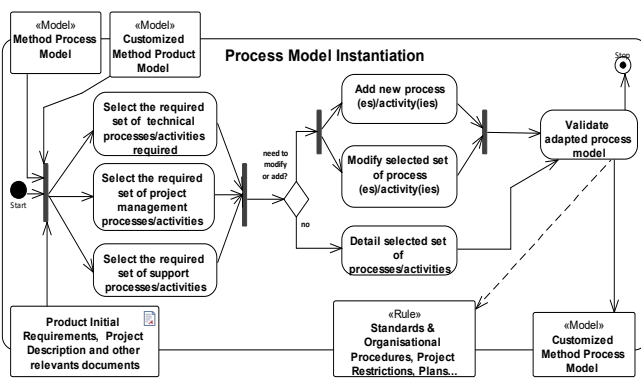 «Model»
Method Process
Model
«Model»
Customized
Method Product
Model
Process Model Instantiation
Stop
Select the required
set of technical
processes/activities
required
Select the required
set of project
management
processes/activities
Select the required
set of support
processes/activities
Start
need to
modify
or add?
no
Add new process
(es)/activity(ies)
Modify selected set
of process
(es)/activity(ies)
Detail selected set
of
processes/activities
Validate
adapted process
model
Product Initial
Requirements, Project
Description and other
relevants documents
«Rule»
Standards &
Organisational
Procedures, Project
Restrictions, Plans...
«Model»
Customized
Method Process
Model